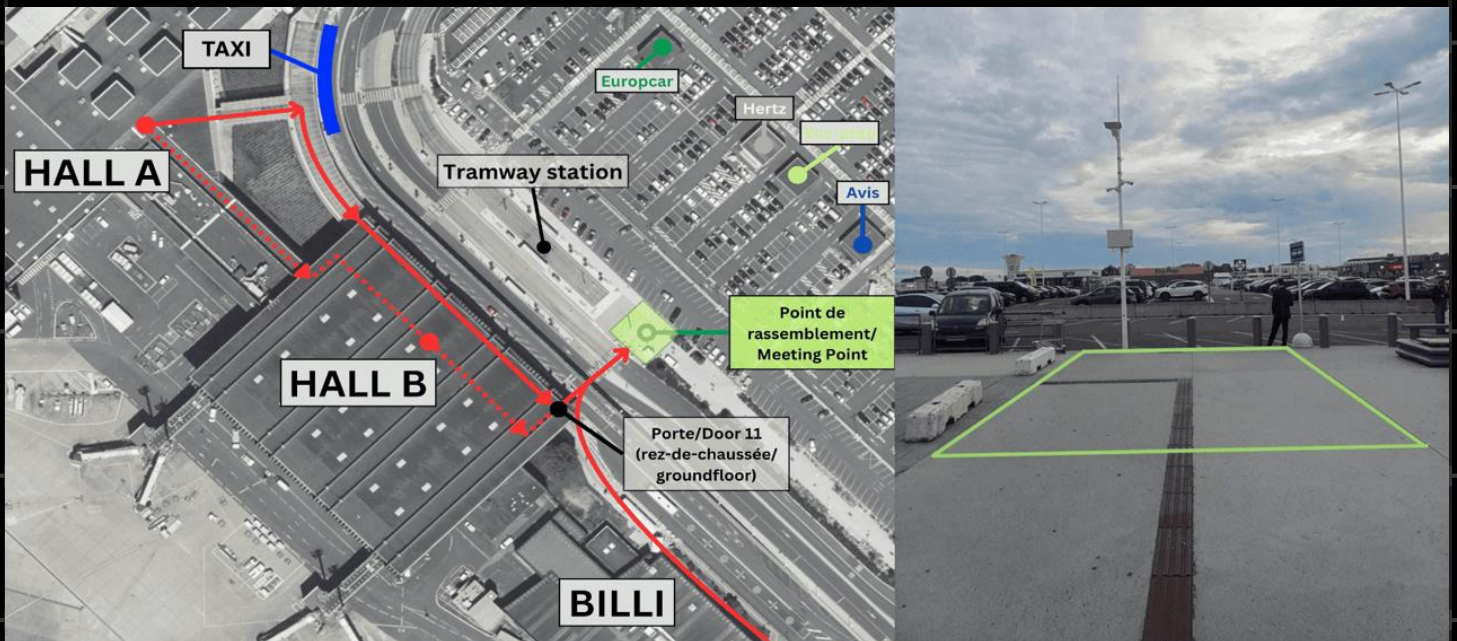 TAXI
Europcar
Hertz
Tramway station
Avis
HALL A
Point de
rassemblement/
Meeting Point
HALL B
Porte/Door 11
(rez-de-chaussée/
groundfloor)
BILLI